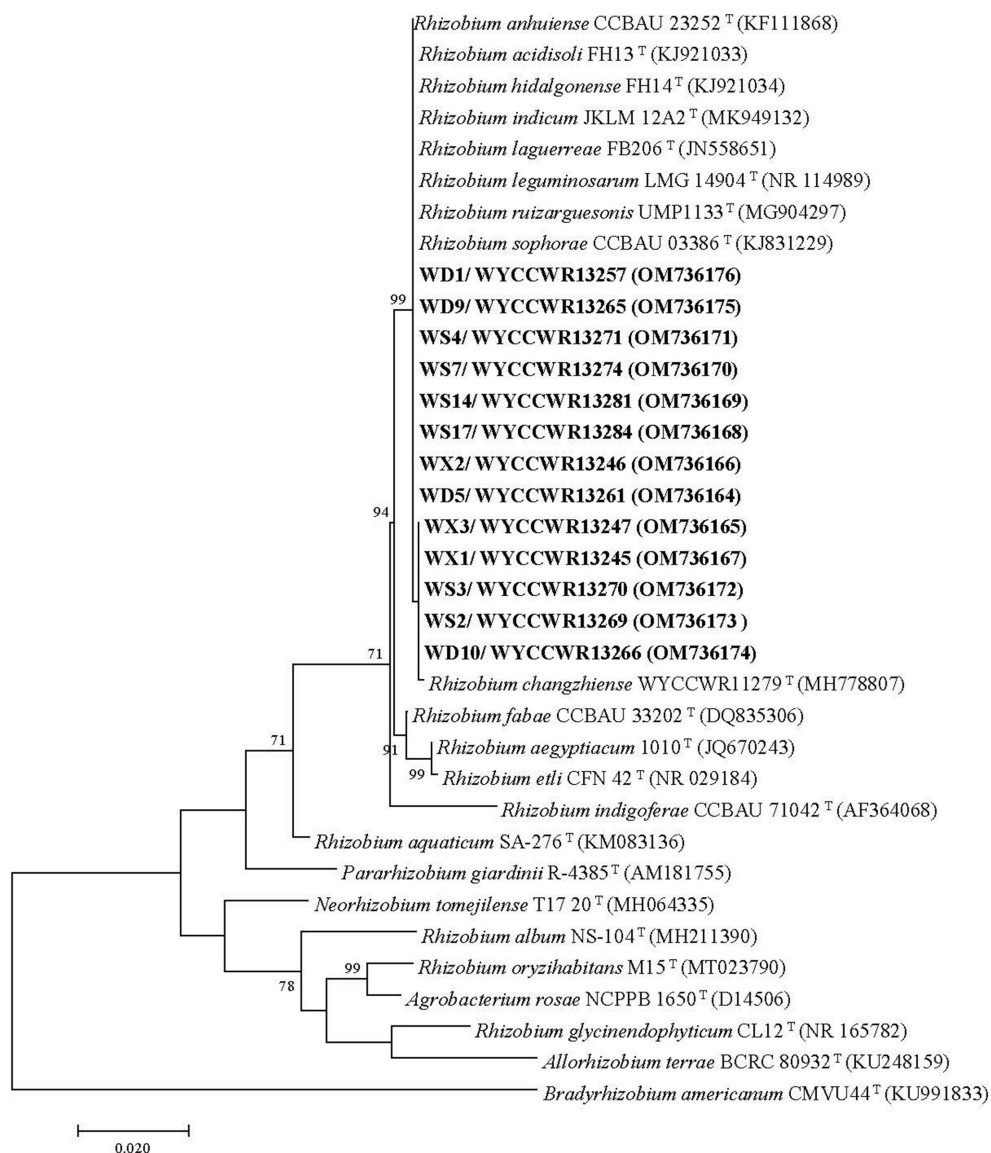 Rhizobium anhuiense CCBAU 23252 T (KF111868)
Rhizobium acidisoli FH13 T (KJ921033)
Rhizobium hidalgonense FH14 T (KJ921034)
Rhizobium indicum JKLM 12A2 T (MK949132)
Rhizobium laguerreae FB206 T (JN558651)
Rhizobium leguminosarum LMG 14904 T (NR 114989)
Rhizobium ruizarguesonis UMP1133 T (MG904297)
Rhizobium sophorae CCBAU 03386 T (KJ831229)
WD1/ WYCCWR13257 (OM736176)
99
WD9/ WYCCWR13265 (OM736175)
WS4/ WYCCWR13271 (OM736171)
WS7/ WYCCWR13274 (OM736170)
WS14/ WYCCWR13281 (OM736169)
WS17/ WYCCWR13284 (OM736168)
WX2/ WYCCWR13246 (OM736166)
WD5/ WYCCWR13261 (OM736164)
94
WX3/ WYCCWR13247 (OM736165)
WX1/ WYCCWR13245 (OM736167)
WS3/ WYCCWR13270 (OM736172)
WS2/ WYCCWR13269 (OM736173 )
71
WD10/ WYCCWR13266 (OM736174)
Rhizobium changzhiense WYCCWR11279 T (MH778807)
Rhizobium fabae CCBAU 33202 T (DQ835306)
71
91
Rhizobium aegyptiacum 1010 T (JQ670243)
99
Rhizobium etli CFN 42 T (NR 029184)
Rhizobium indigoferae CCBAU 71042 T (AF364068)
Rhizobium aquaticum SA-276 T (KM083136)
Pararhizobium giardinii R-4385 T (AM181755)
Neorhizobium tomejilense T17 20 T (MH064335)
Rhizobium album NS-104 T (MH211390)
99
Rhizobium oryzihabitans M15 T (MT023790)
78
Agrobacterium rosae NCPPB 1650 T (D14506)
Rhizobium glycinendophyticum CL12 T (NR 165782)
Allorhizobium terrae BCRC 80932 T (KU248159)
Bradyrhizobium americanum CMVU44 T (KU991833)
0.020